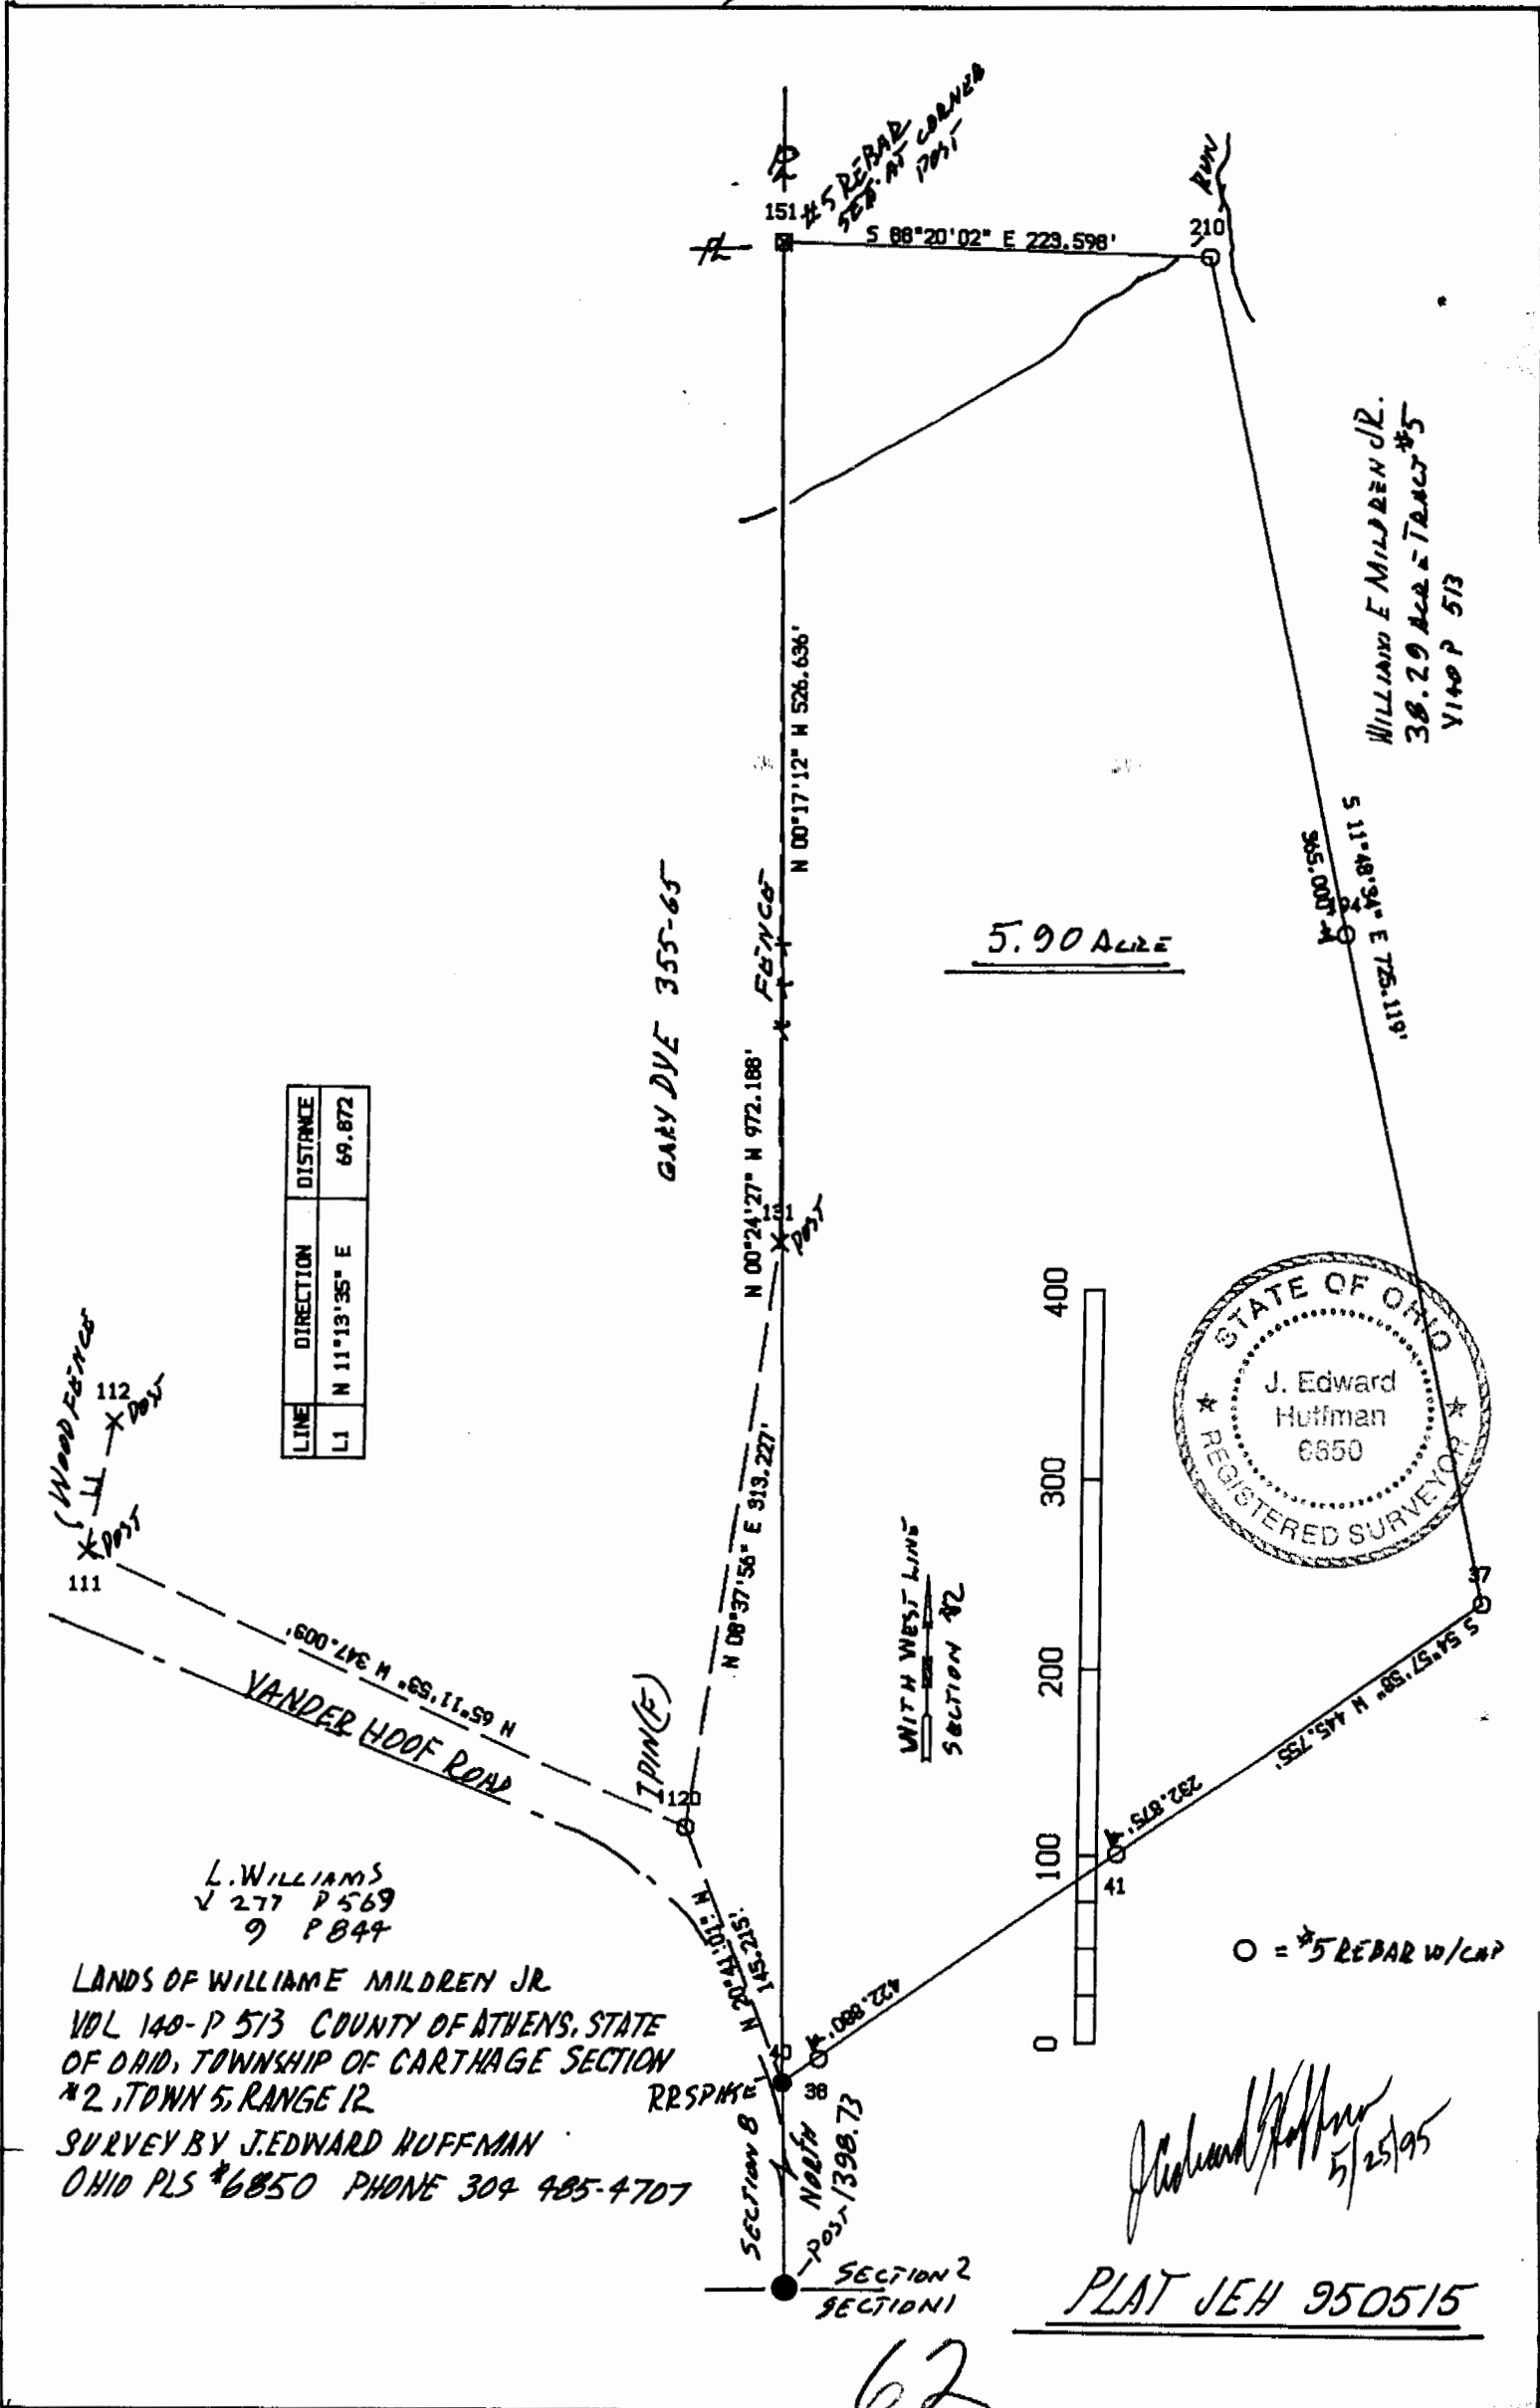 151
#5 REBAR
SET AT CORNER
POST
S 88°20'02" E 223.598'
210
RUN
WILLIAM E MILDREN JR.
38.29 ACRE TRACT #5
V140 P 513
N 00°17'12" W 526.636'
FENCE
GARY DYE 355-65
N 00°24'27" W 972.188'
131
POST
5.90 ACRE
S 11°48'34" E 725.119'
365.000'
LINE DIRECTION DISTANCE
L1 N 11°13'35" E 69.872
WOOD FENCE
112
POST
111
POST
N 65°11'53" W 347.009'
VANDER HOOF ROAD
N 08°37'56" E 313.227'
IPIN(F)
1120
N 20°41'01" W
145.215'
WITH WEST LINE
SECTION #2
0 100 200 300 400
STATE OF OHIO
J. Edward
Huffman
6850
REGISTERED SURVEYOR
37
S 54°57'58" W 445.755'
232.875'
41
422.880'
40
38
RRSPIKE
O = #5 REBAR W/CAP
L. WILLIAMS
V 277 P 569
9 P 844
LANDS OF WILLIAM E MILDREN JR
VOL 140-P 513 COUNTY OF ATHENS, STATE
OF OHIO, TOWNSHIP OF CARTHAGE SECTION
#2, TOWN 5, RANGE 12
SURVEY BY J. EDWARD HUFFMAN
OHIO PLS #6850 PHONE 304 485-4707
SECTION 8
NORTH
POST 1398.73
SECTION 2
SECTION 1
J Edward Huffman
5/25/95
PLAT JEH 950515
62